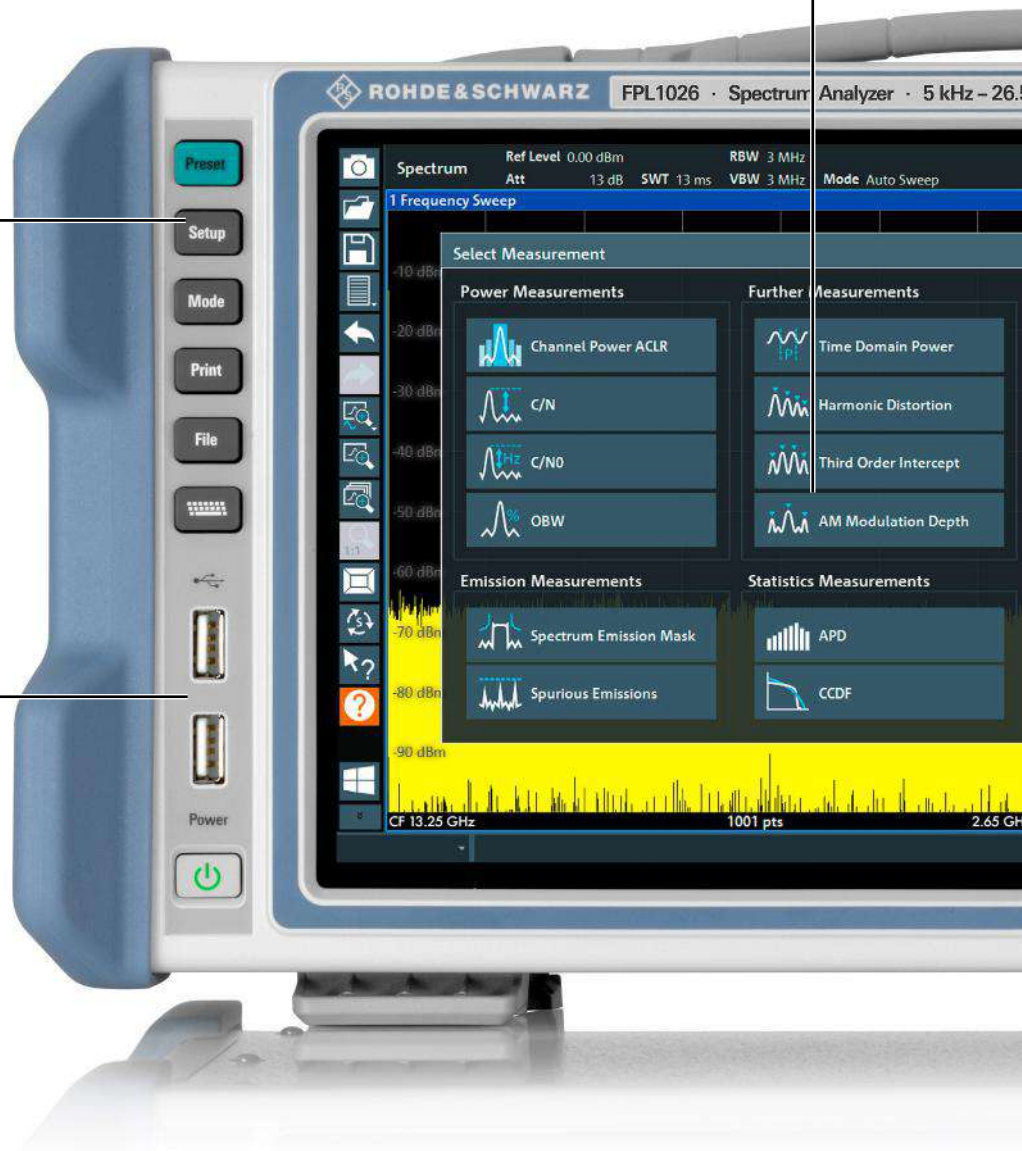 ROHDE & SCHWARZ FPL1026 · Spectrum Analyzer · 5 kHz – 26.5
Preset
Setup
Mode
Print
File
Power
Spectrum
Ref Level 0.00 dBm RBW 3 MHz
Att 13 dB SWT 13 ms VBW 3 MHz Mode Auto Sweep
1 Frequency Sweep
Select Measurement
Power Measurements
Channel Power ACLR
C/N
Hz C/N0
% OBW
Further Measurements
P Time Domain Power
Harmonic Distortion
Third Order Intercept
AM Modulation Depth
Emission Measurements
Spectrum Emission Mask
Spurious Emissions
Statistics Measurements
APD
CCDF
-10 dBm
-20 dBm
-30 dBm
-40 dBm
-50 dBm
-60 dBm
-70 dBm
-80 dBm
-90 dBm
1:1
S
?
?
CF 13.25 GHz 1001 pts 2.65 GH